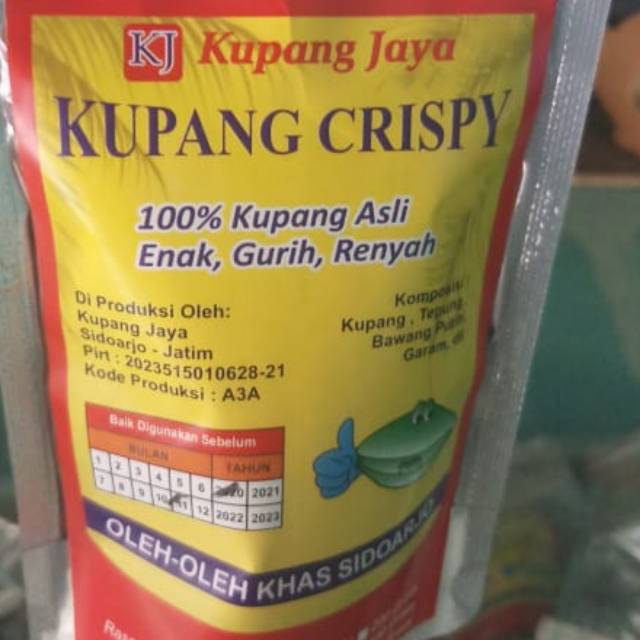 KJ Kupang Jaya
KUPANG CRISPY
100% Kupang Asli
Enak, Gurih, Renyah
Di Produksi Oleh:
Kupang Jaya
Sidoarjo - Jatim
Pirt : 2023515010628-21
Kode Produksi : A3A
Komposisi
Kupang , Tepung
Bawang Putih
Garam,
Baik Digunakan Sebelum
BULAN TAHUN
1 2 3 4 5 6 2020 2021
7 8 9 10 11 12 2022 2023
OLEH-OLEH KHAS SIDOARJO